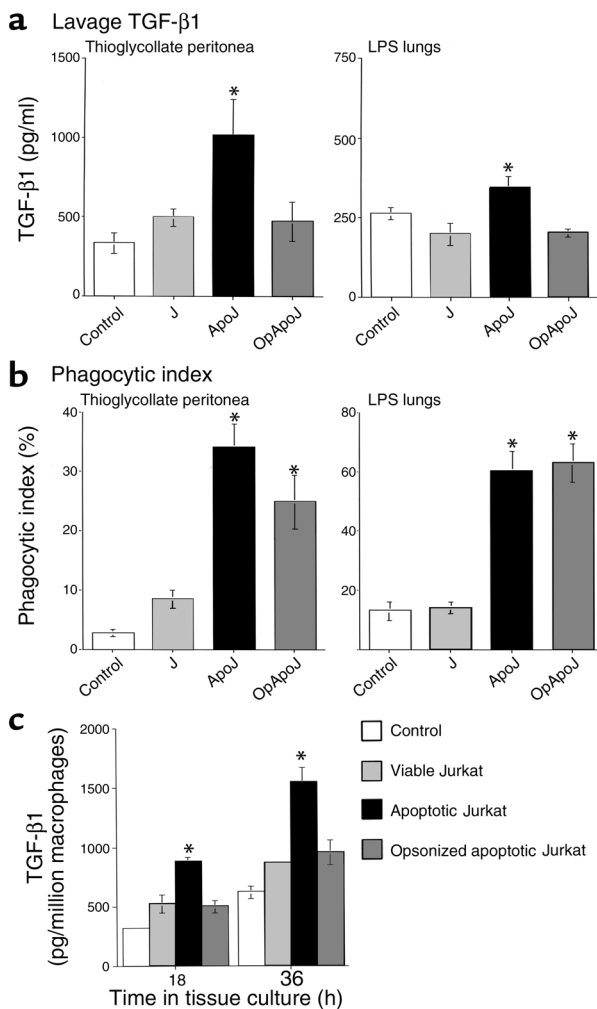 a Lavage TGF-β1
Thioglycollate peritonea
LPS lungs
TGF-β1 (pg/ml)
1500
1000
500
0
750
500
250
0
*
*
Control
J
ApoJ
OpApoJ
Control
J
ApoJ
OpApoJ
b Phagocytic index
Thioglycollate peritonea
LPS lungs
Phagocytic index (%)
40
30
20
10
0
80
60
40
20
*
*
*
*
Control
J
ApoJ
OpApoJ
Control
J
ApoJ
OpApoJ
c
TGF-β1
(pg/million macrophages)
2000
1500
1000
500
0
*
*
18
36
Time in tissue culture (h)
Control
Viable Jurkat
Apoptotic Jurkat
Opsonized apoptotic Jurkat